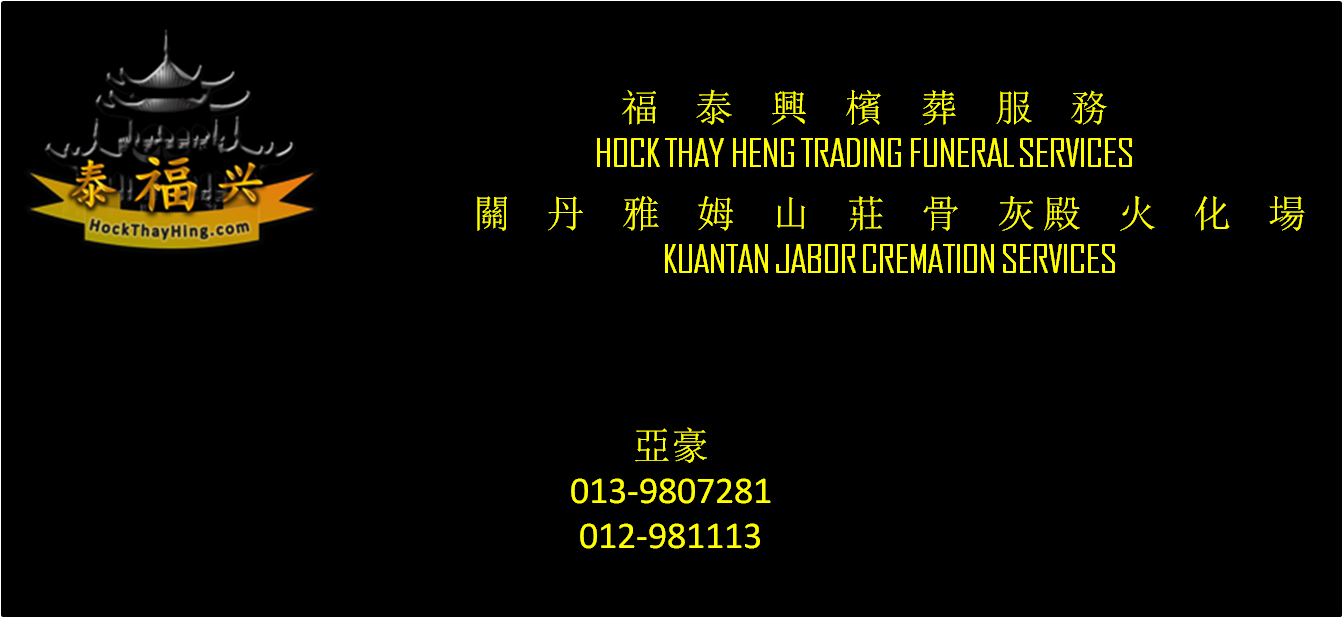 泰福兴
HockThayHing.com
福泰興檳葬服務
HOCK THAY HENG TRADING FUNERAL SERVICES
關丹雅姆山莊骨灰殿火化場
KUANTAN JABOR CREMATION SERVICES
亞豪
013-9807281
012-981113